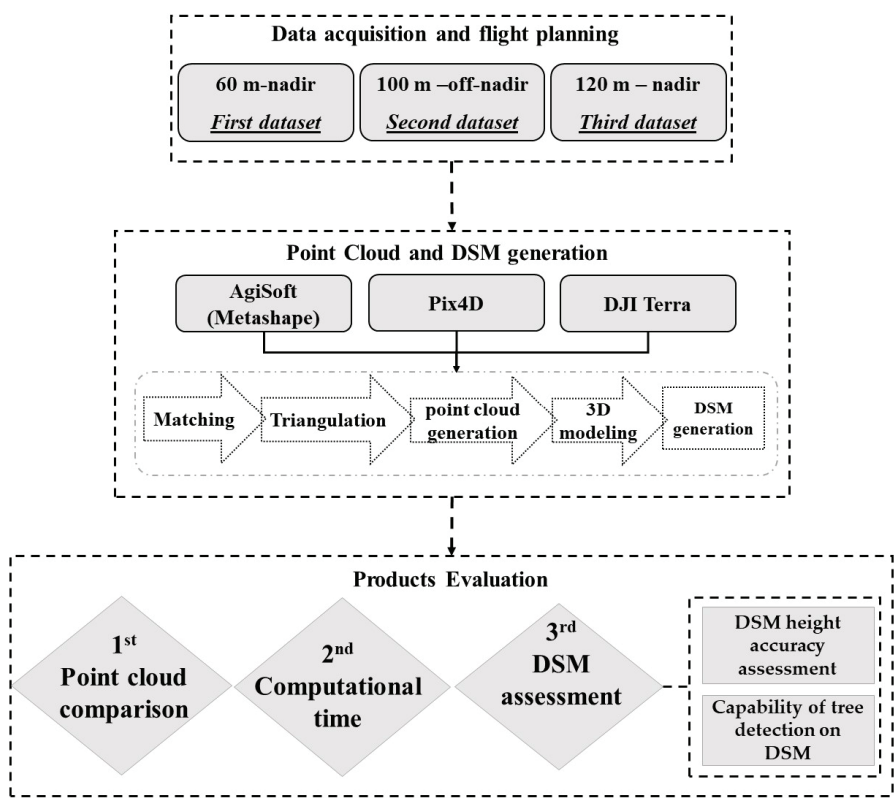 Data acquisition and flight planning
60 m-nadir
First dataset
100 m –off-nadir
Second dataset
120 m – nadir
Third dataset
Point Cloud and DSM generation
AgiSoft
(Metashape)
Pix4D
DJI Terra
Matching
Triangulation
point cloud
generation
3D
modeling
DSM
generation
Products Evaluation
1st
Point cloud
comparison
2nd
Computational
time
3rd
DSM
assessment
DSM height
accuracy
assessment
Capability of tree
detection on
DSM